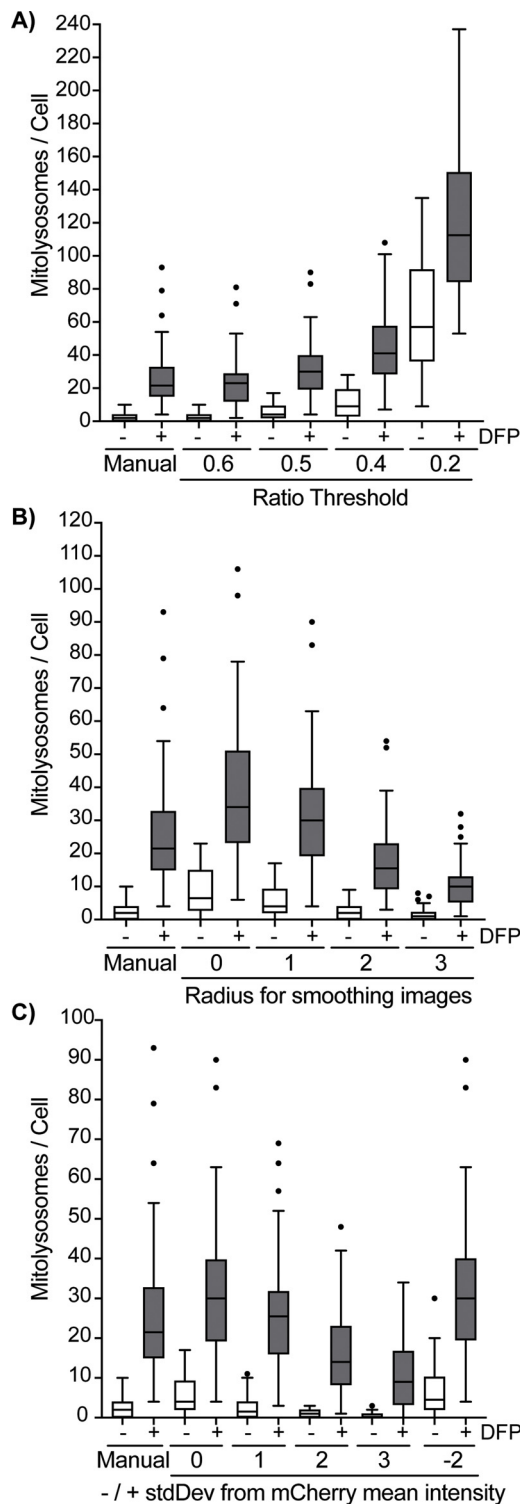 A)
240
220
200
180
160
140
120
100
80
60
40
20
0
Mitolysosomes / Cell
- + - + - + - + - + DFP
Manual 0.6 0.5 0.4 0.2
Ratio Threshold
B)
120
110
100
90
80
70
60
50
40
30
20
10
0
Mitolysosomes / Cell
- + - + - + - + - + DFP
Manual 0 1 2 3
Radius for smoothing images
C)
100
90
80
70
60
50
40
30
20
10
0
Mitolysosomes / Cell
- + - + - + - + - + - + DFP
Manual 0 1 2 3 -2
- / + stdDev from mCherry mean intensity